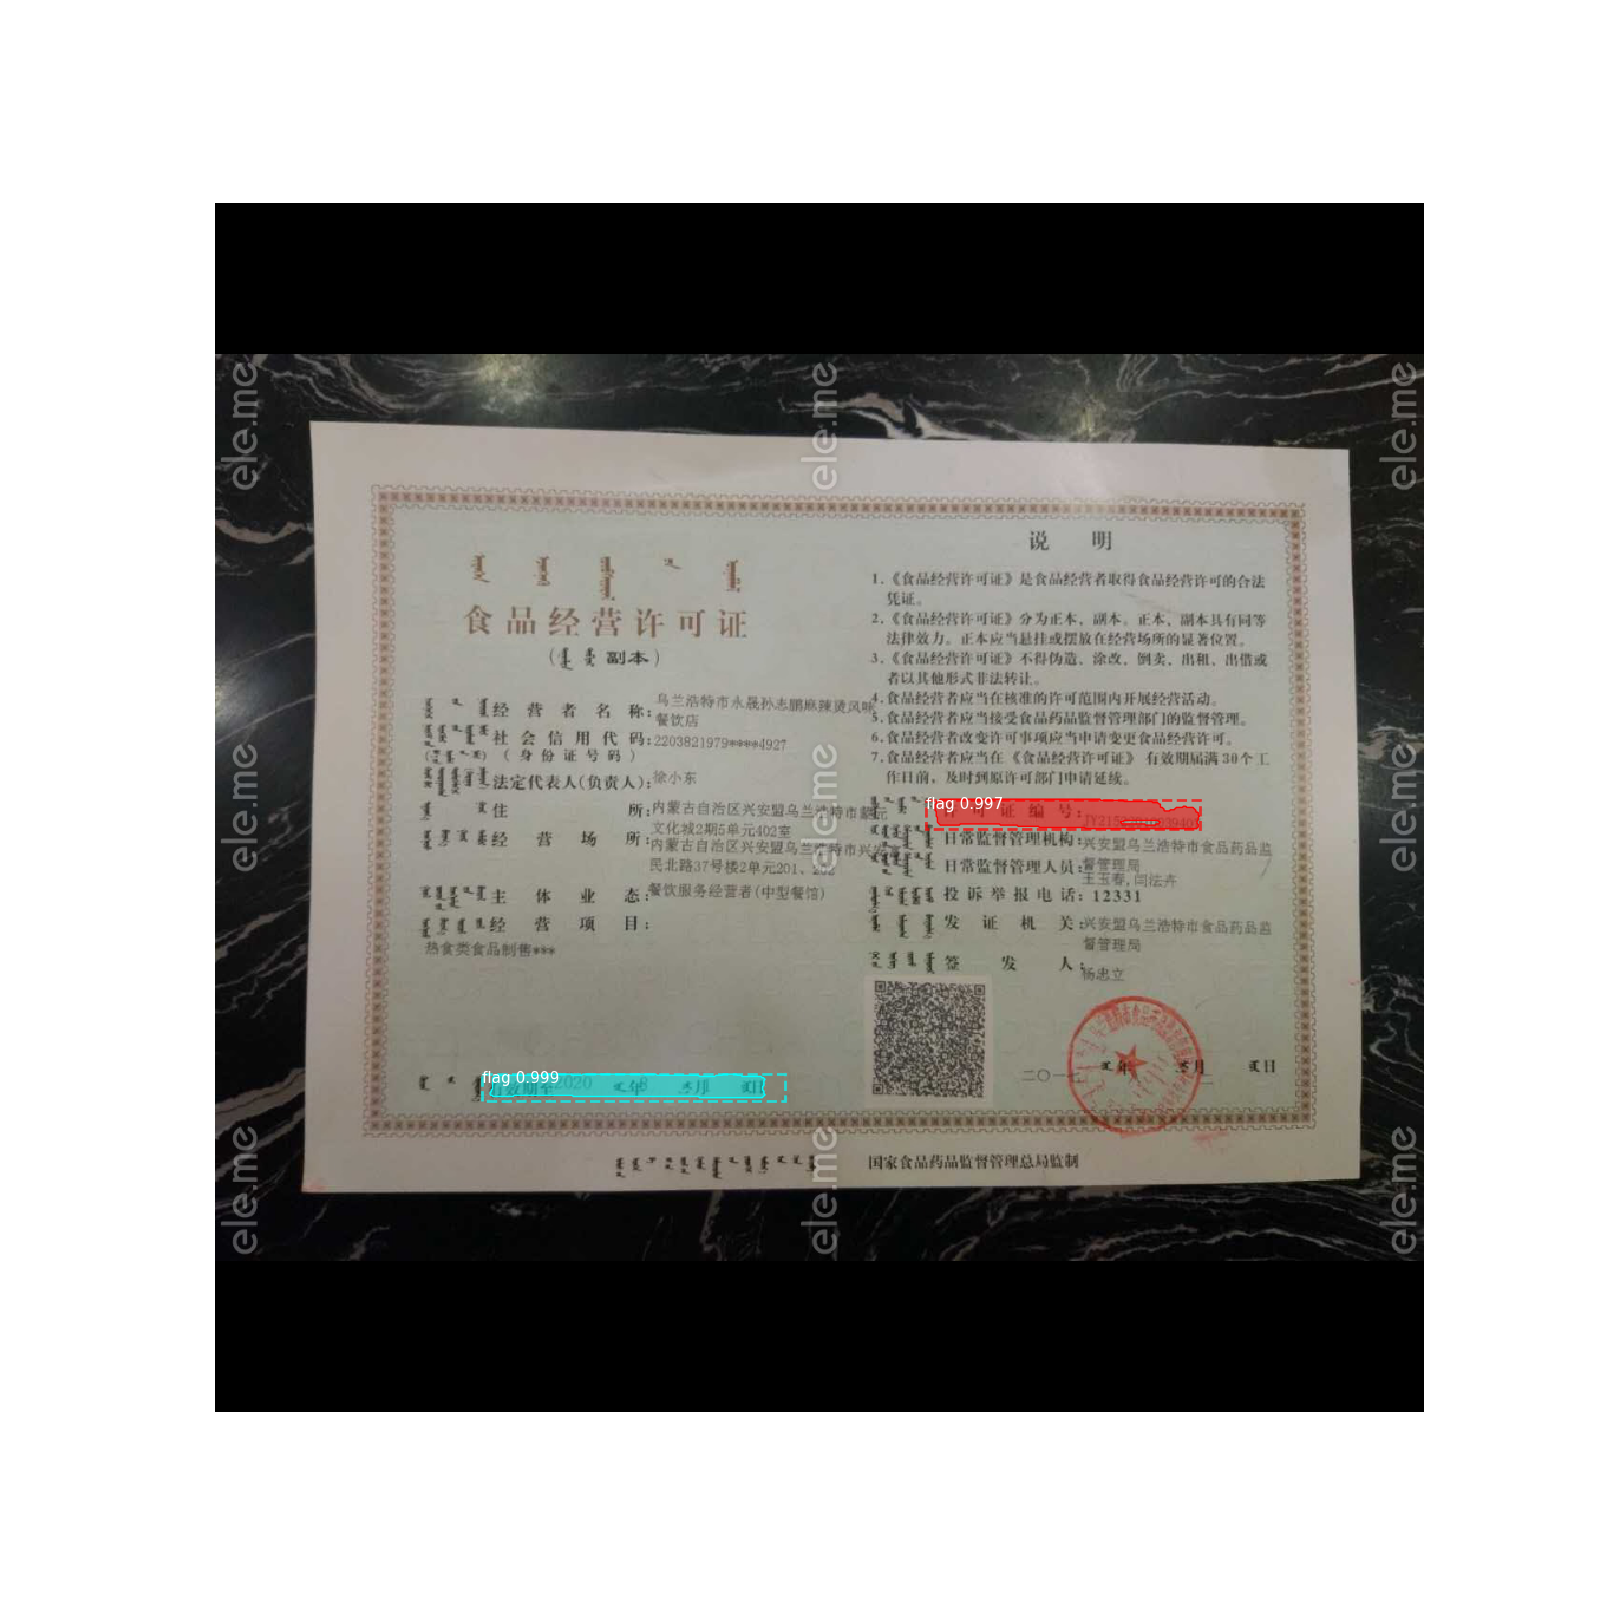 ele.me ele.me ele.me
食品经营许可证
(副本)
经营者名称:乌兰浩特市永晟孙志鹏麻辣烫风味
餐饮店
社会信用代码:2203821979****4927
(身份证号码)
法定代表人(负责人):徐小东
住所:内蒙古自治区兴安盟乌兰浩特市
文化城2期5单元402室
经营场所:内蒙古自治区兴安盟乌兰浩特市兴安
民北路37号楼2单元201、202
主体业态:餐饮服务经营者(中型餐馆)
经营项目:
热食类食品制售***
flag 0.999
有效期至2020 年8 月 日
说明
1.《食品经营许可证》是食品经营者取得食品经营许可的合法
凭证。
2.《食品经营许可证》分为正本、副本。正本、副本具有同等
法律效力。正本应当悬挂或摆放在经营场所的显著位置。
3.《食品经营许可证》不得伪造、涂改、倒卖、出租、出借或
者以其他形式非法转让。
4.食品经营者应当在核准的许可范围内开展经营活动。
5.食品经营者应当接受食品药品监督管理部门的监督管理。
6.食品经营者改变许可事项应当申请变更食品经营许可。
7.食品经营者应当在《食品经营许可证》有效期届满30个工
作日前,及时到原许可部门申请延续。
flag 0.997
许可证编号:
日常监督管理机构:兴安盟乌兰浩特市食品药品监
督管理局
日常监督管理人员:王玉春,闫法卉
投诉举报电话:12331
发证机关:兴安盟乌兰浩特市食品药品监
督管理局
签发人:杨忠立
二〇一 年 月 日
国家食品药品监督管理总局监制
ele.me ele.me ele.me
ele.me ele.me ele.me